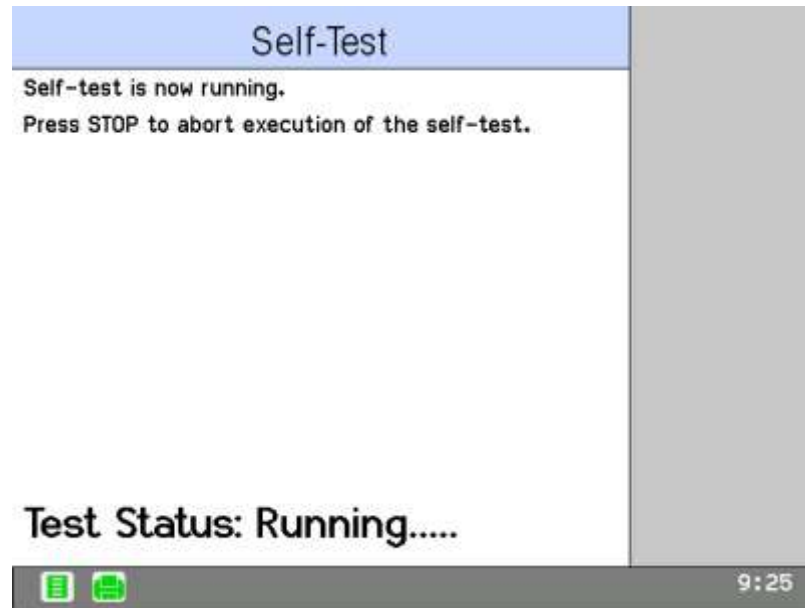 Self-Test
Self-test is now running.
Press STOP to abort execution of the self-test.
Test Status: Running.....
9:25